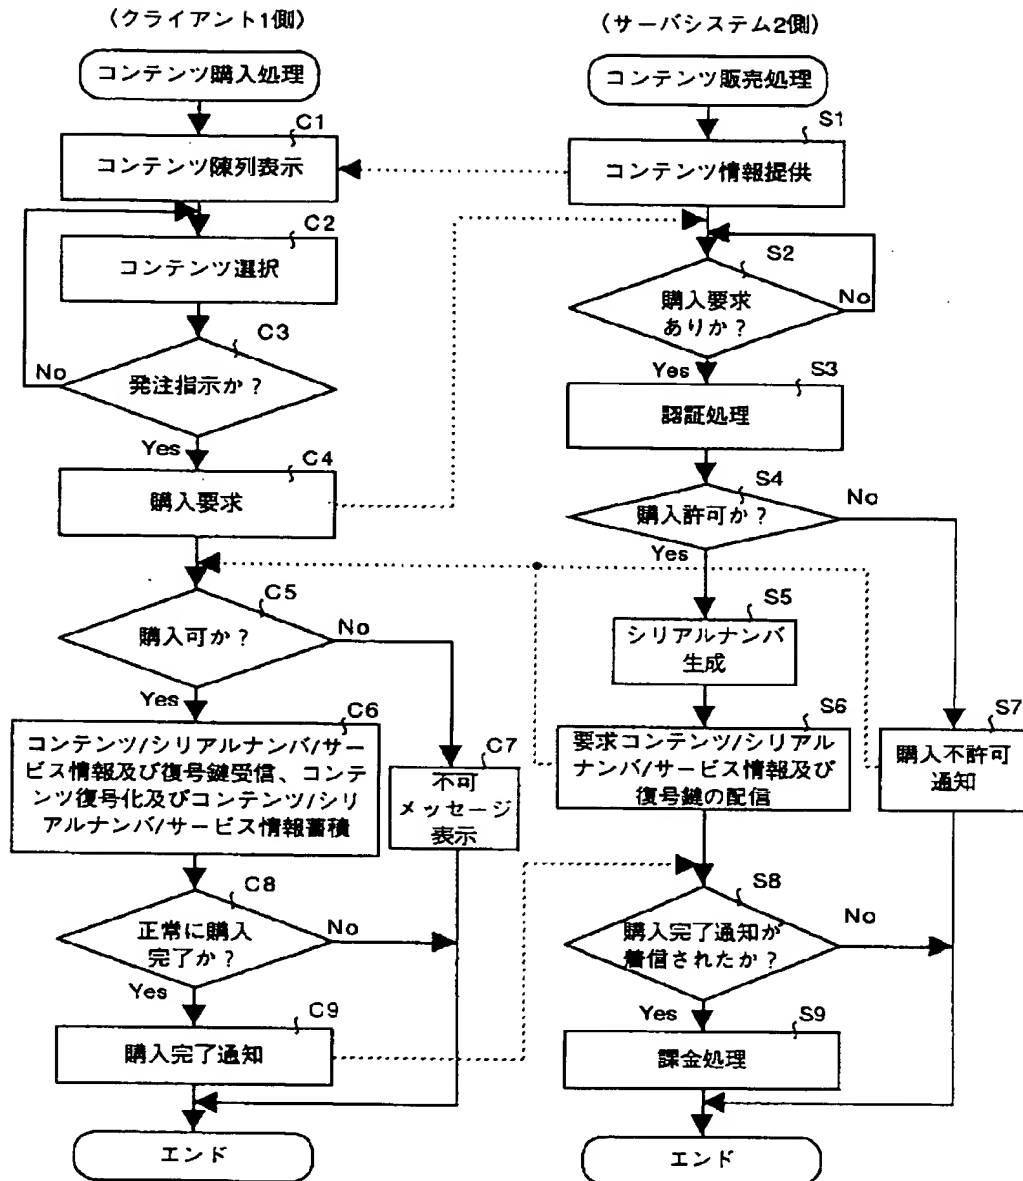 (クライアント1側)
コンテンツ購入処理
C1
コンテンツ陳列表示
C2
コンテンツ選択
C3
発注指示か?
No
Yes
C4
購入要求
C5
購入可か?
No
Yes
C6
コンテンツ/シリアルナンバ/サー
ビス情報及び復号鍵受信、コンテ
ンツ復号化及びコンテンツ/シリ
アルナンバ/サービス情報蓄積
C7
不可
メッセージ
表示
C8
正常に購入
完了か?
No
Yes
C9
購入完了通知
エンド
(サーバシステム2側)
コンテンツ販売処理
S1
コンテンツ情報提供
S2
購入要求
ありか?
No
Yes
S3
認証処理
S4
購入許可か?
No
Yes
S5
シリアルナンバ
生成
S6
要求コンテンツ/シリアル
ナンバ/サービス情報及び
復号鍵の配信
S7
購入不許可
通知
S8
購入完了通知が
着信されたか?
No
Yes
S9
課金処理
エンド